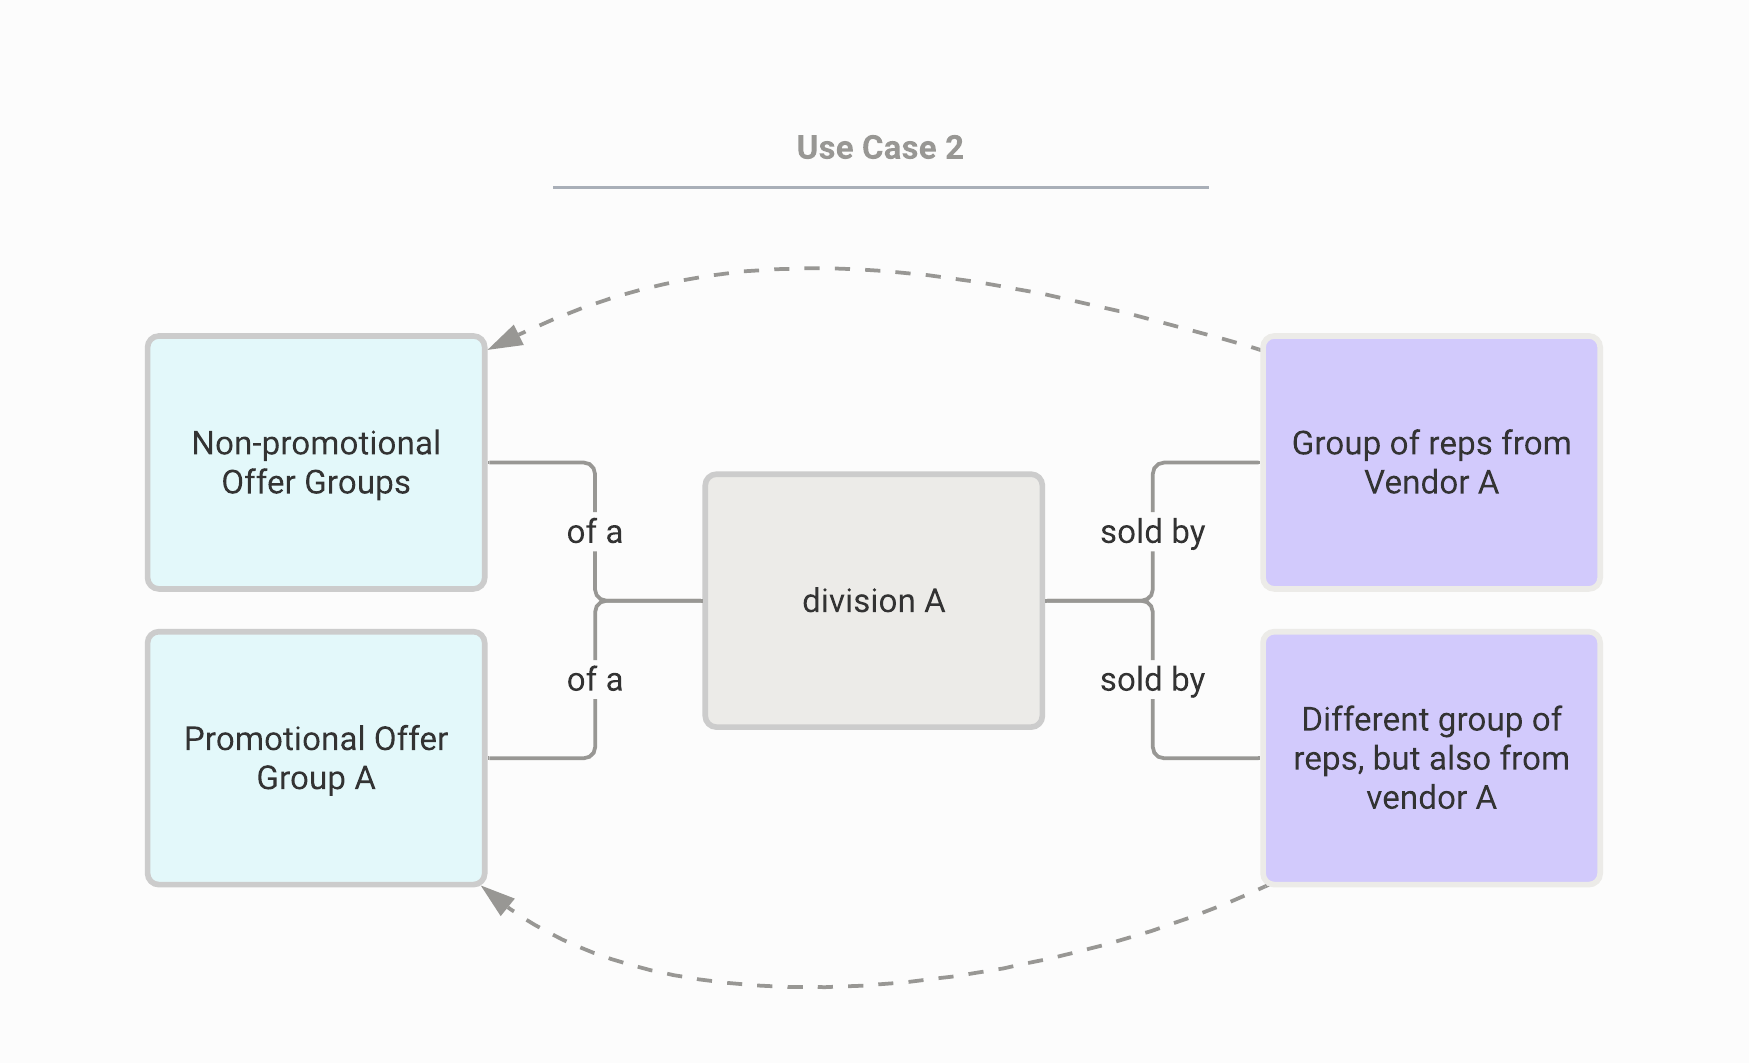 Use Case 2
Non-promotional
Offer Groups
Group of reps from
Vendor A
of a
sold by
division A
of a
sold by
Promotional Offer
Group A
Different group of
reps, but also from
vendor A